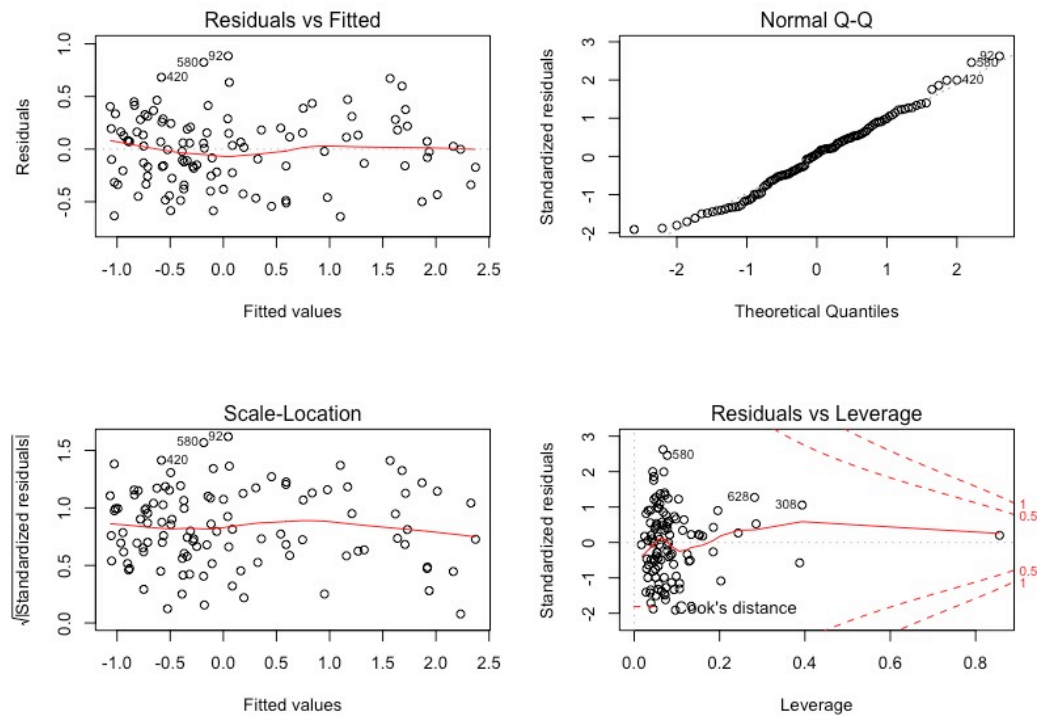 Residuals vs Fitted
Residuals
1.0
0.5
0.0
-0.5
92
580
420
-1.0 -0.5 0.0 0.5 1.0 1.5 2.0 2.5
Fitted values
Normal Q-Q
Standardized residuals
3
2
1
0
-1
-2
92
580
420
-2 -1 0 1 2
Theoretical Quantiles
Scale-Location
√|Standardized residuals|
1.5
1.0
0.5
0.0
92
580
420
-1.0 -0.5 0.0 0.5 1.0 1.5 2.0 2.5
Fitted values
Residuals vs Leverage
Standardized residuals
3
2
1
0
-1
-2
580
628
308
1
0.5
0.5
1
Cook's distance
0.0 0.2 0.4 0.6 0.8
Leverage